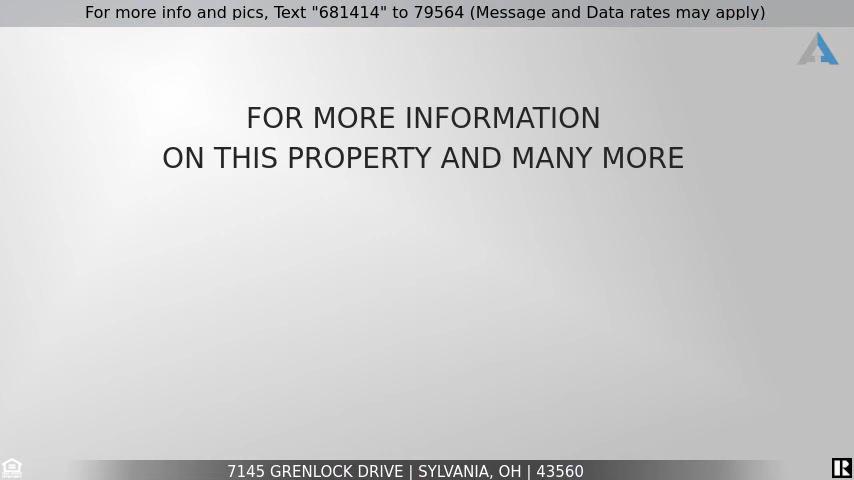 For more info and pics, Text "681414" to 79564 (Message and Data rates may apply)
FOR MORE INFORMATION
ON THIS PROPERTY AND MANY MORE
7145 GRENLOCK DRIVE | SYLVANIA, OH | 43560